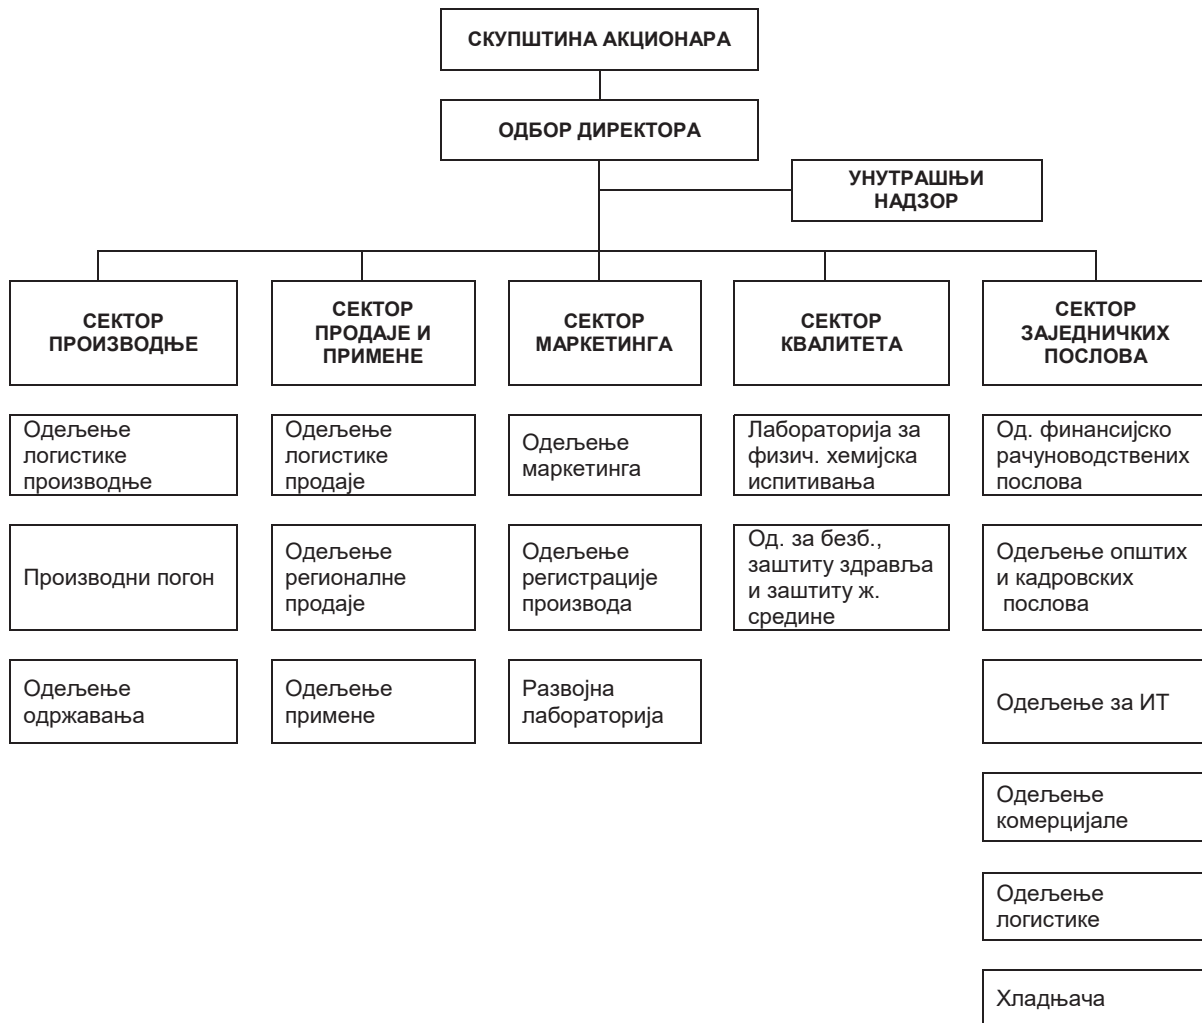 СКУПШТИНА АКЦИОНАРА
ОДБОР ДИРЕКТОРА
УНУТРАШЊИ
НАДЗОР
СЕКТОР
ПРОИЗВОДЊЕ
СЕКТОР
ПРОДАЈЕ И
ПРИМЕНЕ
СЕКТОР
МАРКЕТИНГА
СЕКТОР
КВАЛИТЕТА
СЕКТОР
ЗАЈЕДНИЧКИХ
ПОСЛОВА
Одељење
логистике
производње
Одељење
логистике
продаје
Одељење
маркетинга
Лабораторија за
физич. хемијска
испитивања
Од. финансијско
рачуноводствених
послова
Производни погон
Одељење
регионалне
продаје
Одељење
регистрације
производа
Од. за безб.,
заштиту здравља
и заштиту ж.
средине
Одељење општих
и кадровских
послова
Одељење
одржавања
Одељење
примене
Развојна
лабораторија
Одељење за ИТ
Одељење
комерцијале
Одељење
логистике
Хладњача